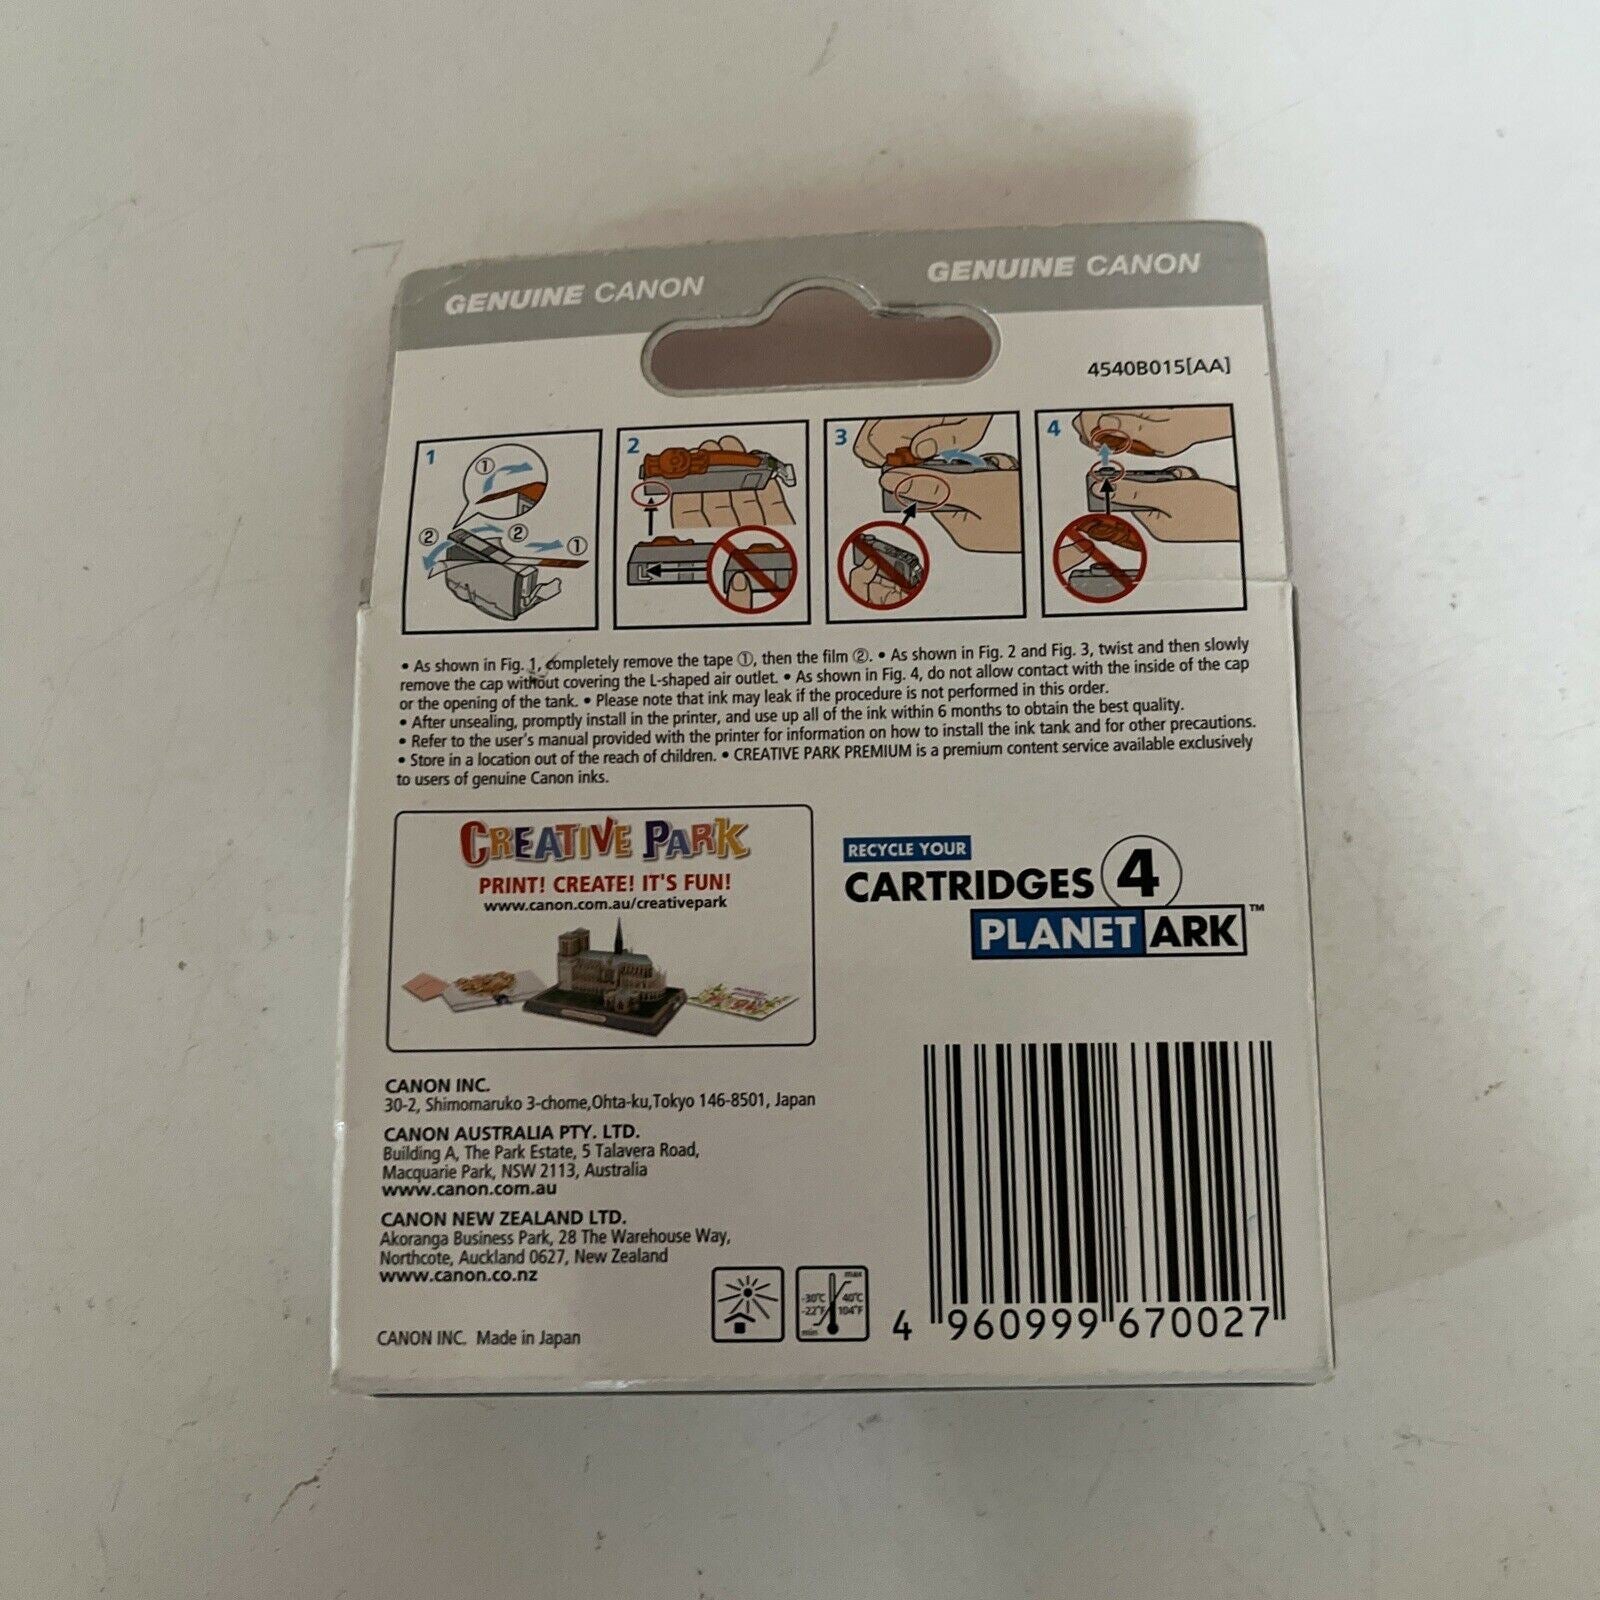 GENUINE CANON
GENUINE CANON
4540B015[AA]
1
①
②
②
①
2
3
4
• As shown in Fig. 1, completely remove the tape ①, then the film ②. • As shown in Fig. 2 and Fig. 3, twist and then slowly
remove the cap without covering the L-shaped air outlet. • As shown in Fig. 4, do not allow contact with the inside of the cap
or the opening of the tank. • Please note that ink may leak if the procedure is not performed in this order.
• After unsealing, promptly install in the printer, and use up all of the ink within 6 months to obtain the best quality.
• Refer to the user's manual provided with the printer for information on how to install the ink tank and for other precautions.
• Store in a location out of the reach of children. • CREATIVE PARK PREMIUM is a premium content service available exclusively
to users of genuine Canon inks.
CREATIVE PARK
PRINT! CREATE! IT'S FUN!
www.canon.com.au/creativepark
RECYCLE YOUR
CARTRIDGES 4
PLANET ARK™
CANON INC.
30-2, Shimomaruko 3-chome,Ohta-ku,Tokyo 146-8501, Japan
CANON AUSTRALIA PTY. LTD.
Building A, The Park Estate, 5 Talavera Road,
Macquarie Park, NSW 2113, Australia
www.canon.com.au
CANON NEW ZEALAND LTD.
Akoranga Business Park, 28 The Warehouse Way,
Northcote, Auckland 0627, New Zealand
www.canon.co.nz
CANON INC. Made in Japan
max
-30°C 40°C
-22°F 104°F
min
4 960999 670027